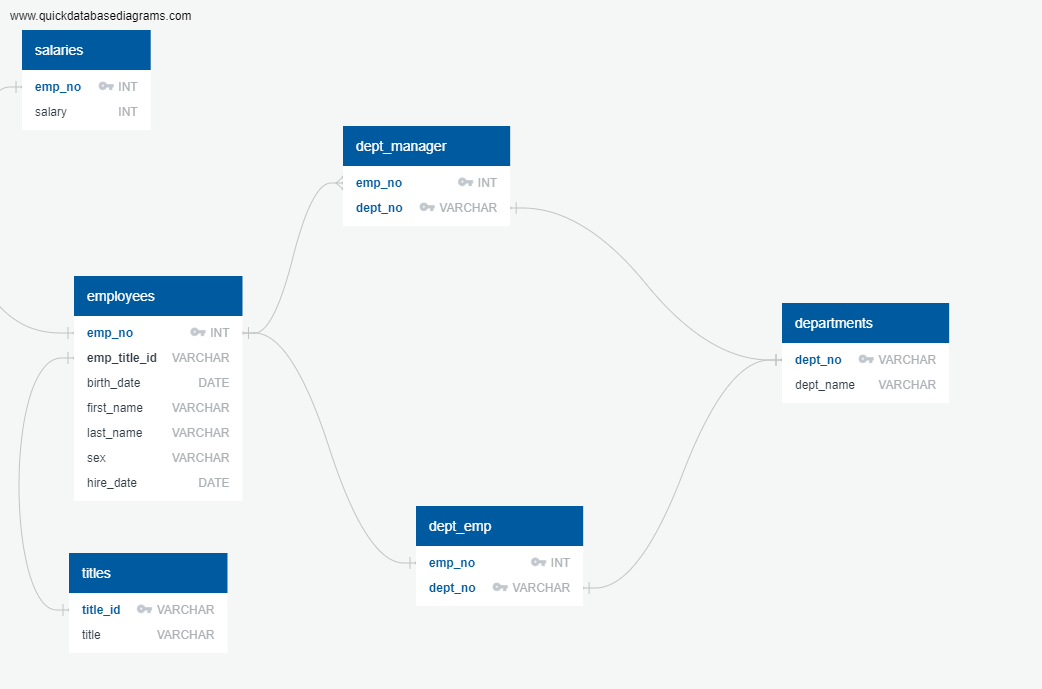 www.quickdatabasediagrams.com
salaries
emp_no INT
salary INT
dept_manager
emp_no INT
dept_no VARCHAR
employees
emp_no INT
emp_title_id VARCHAR
birth_date DATE
first_name VARCHAR
last_name VARCHAR
sex VARCHAR
hire_date DATE
departments
dept_no VARCHAR
dept_name VARCHAR
dept_emp
emp_no INT
dept_no VARCHAR
titles
title_id VARCHAR
title VARCHAR